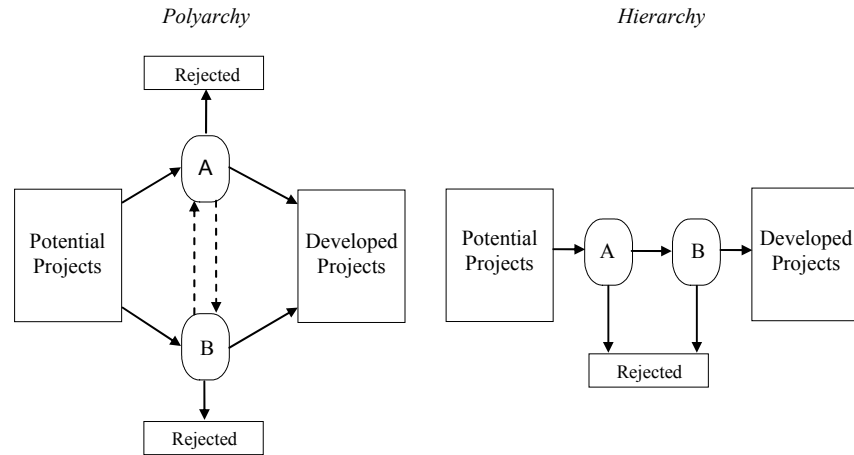 Polyarchy
Rejected
A
Potential
Projects
Developed
Projects
B
Rejected
Hierarchy
Potential
Projects
A
B
Developed
Projects
Rejected